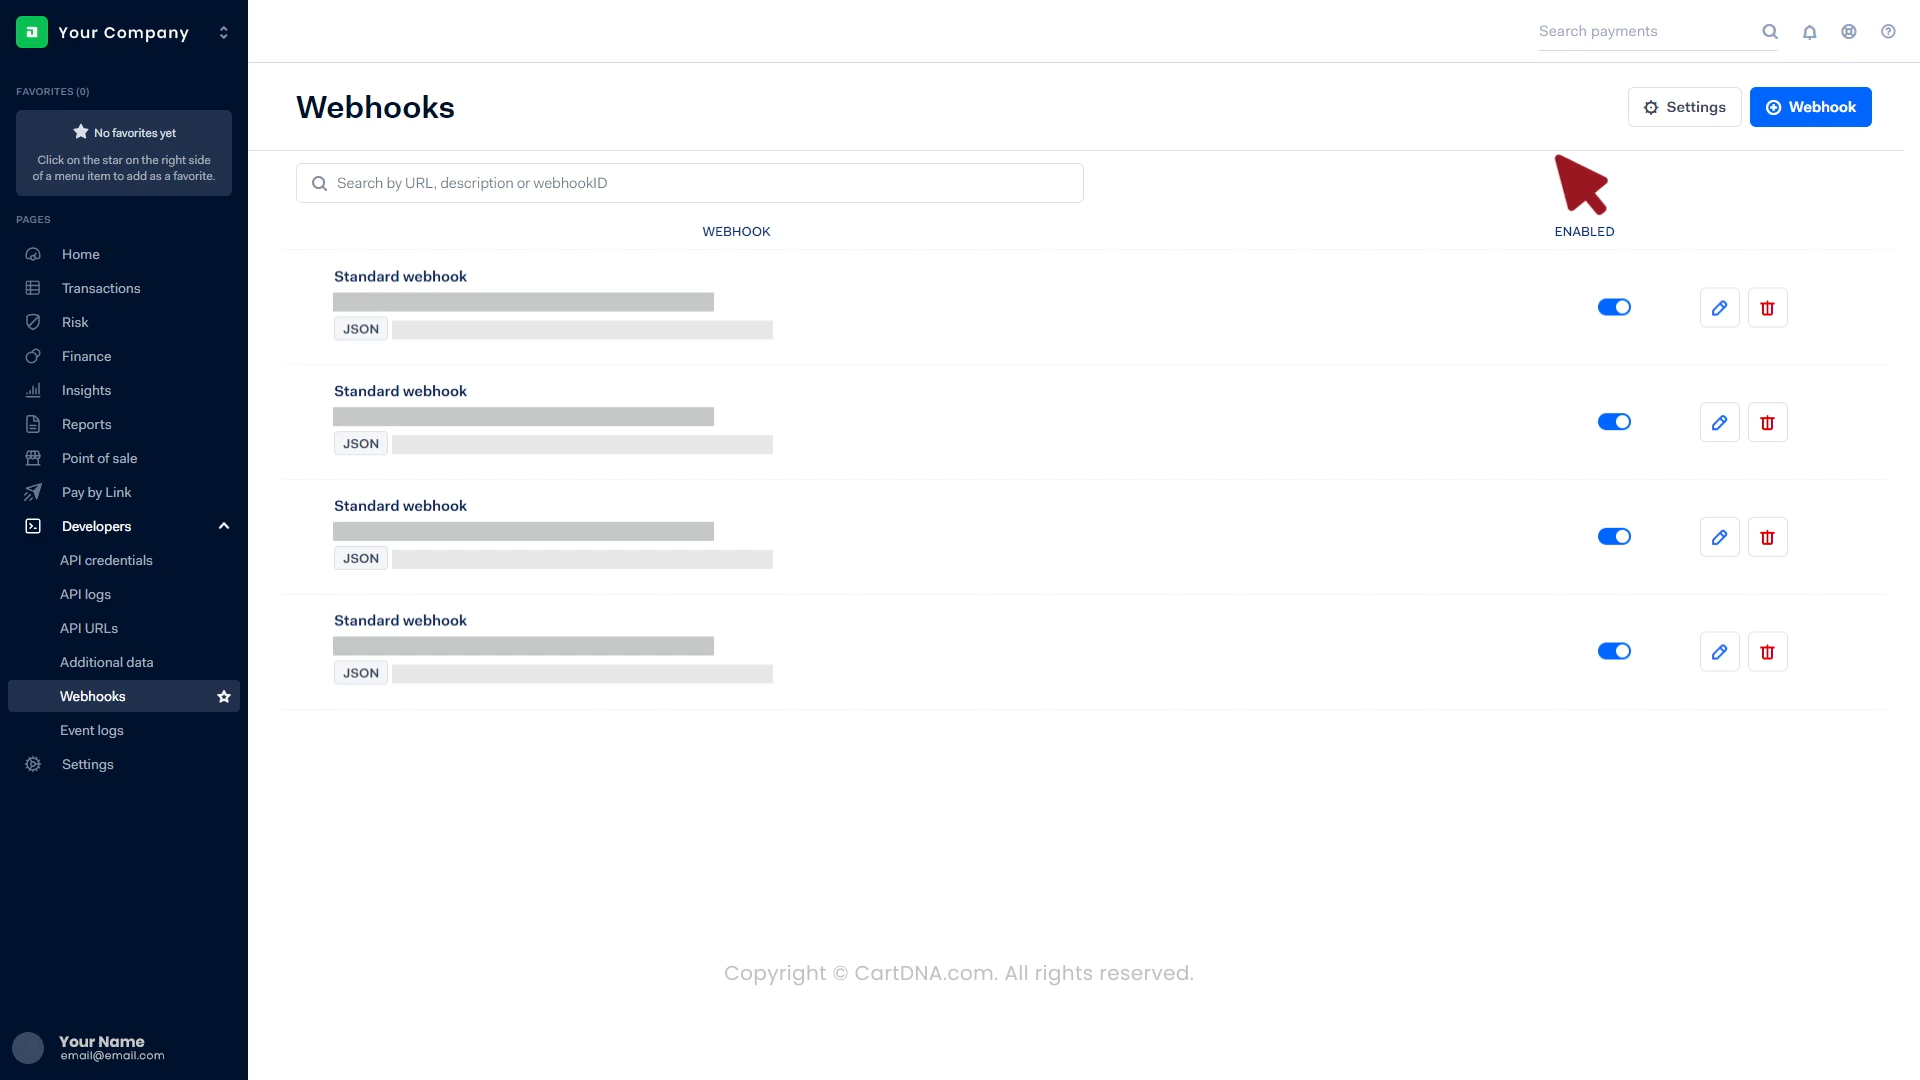 Your Company
Search payments
FAVORITES (0)
No favorites yet
Click on the star on the right side
of a menu item to add as a favorite.
PAGES
Home
Transactions
Risk
Finance
Insights
Reports
Point of sale
Pay by Link
Developers
API credentials
API logs
API URLs
Additional data
Webhooks
Event logs
Settings
Your Name
email@email.com
Webhooks
Settings
Webhook
Search by URL, description or webhookID
WEBHOOK
ENABLED
Standard webhook
JSON
Standard webhook
JSON
Standard webhook
JSON
Standard webhook
JSON
Copyright © CartDNA.com. All rights reserved.